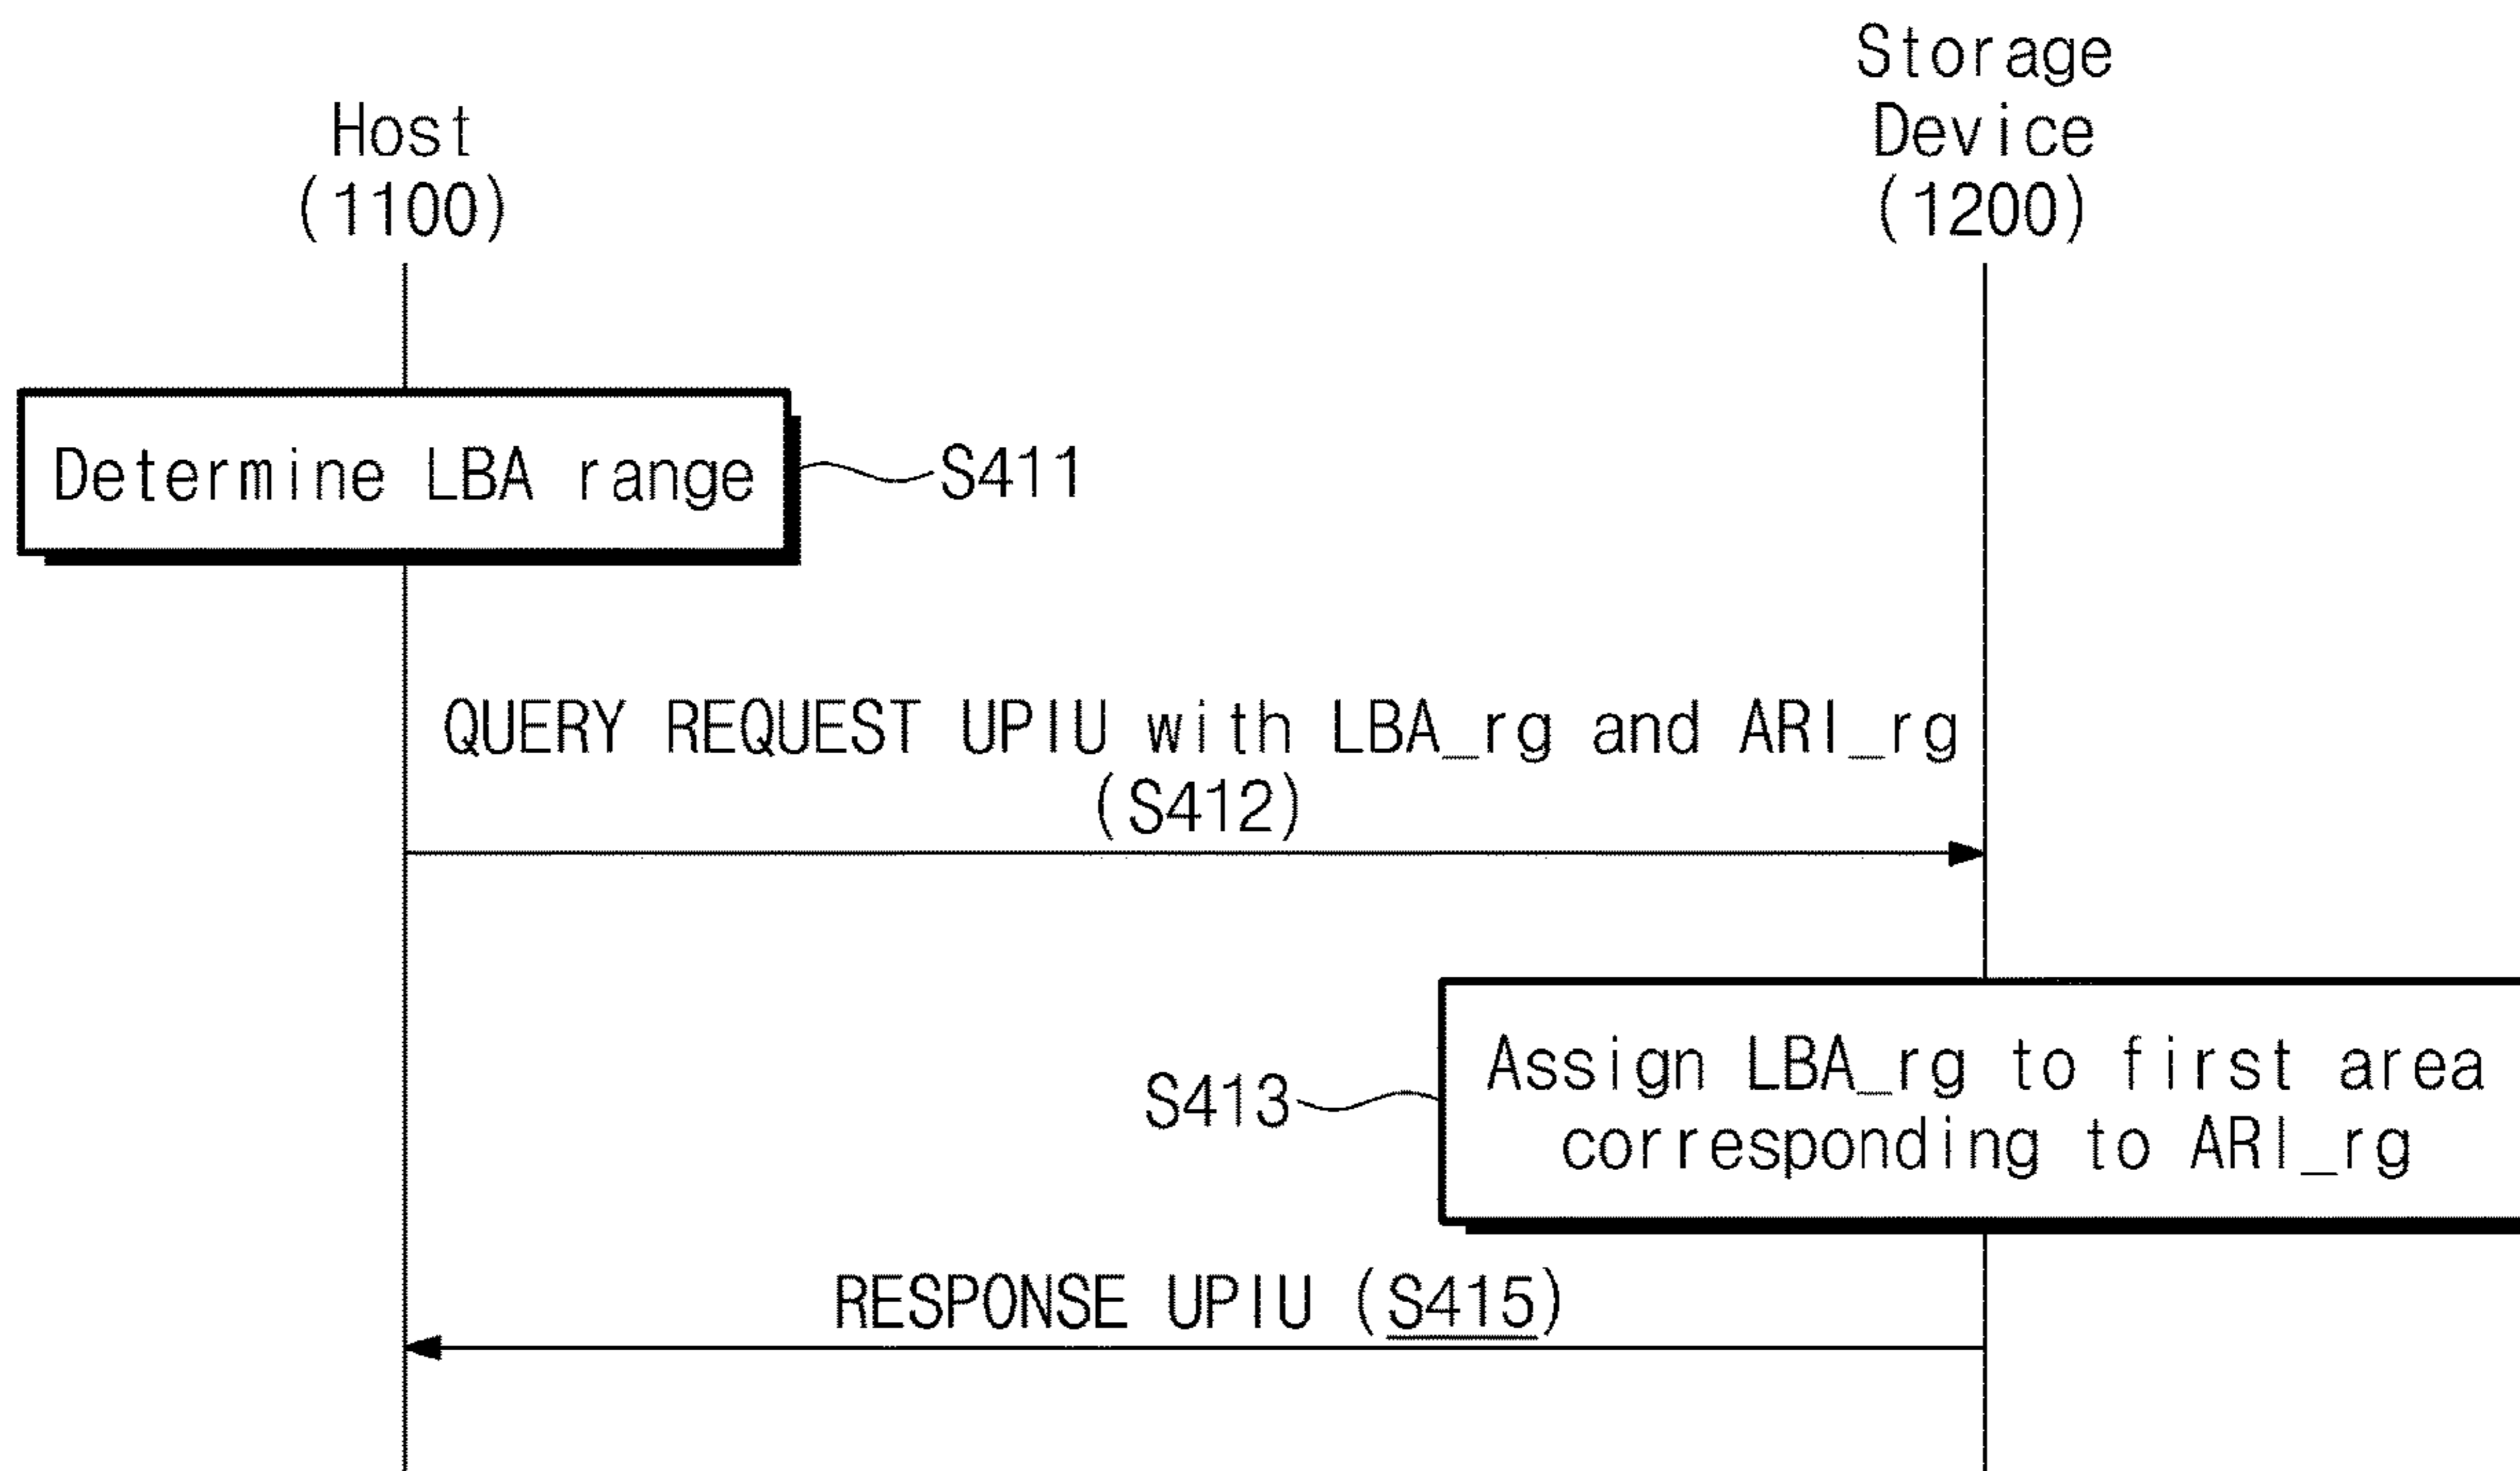 Host
(1100)
Storage
Device
(1200)
Determine LBA range
S411
QUERY REQUEST UPIU with LBA_rg and ARI_rg
(S412)
S413
Assign LBA_rg to first area
corresponding to ARI_rg
RESPONSE UPIU (S415)